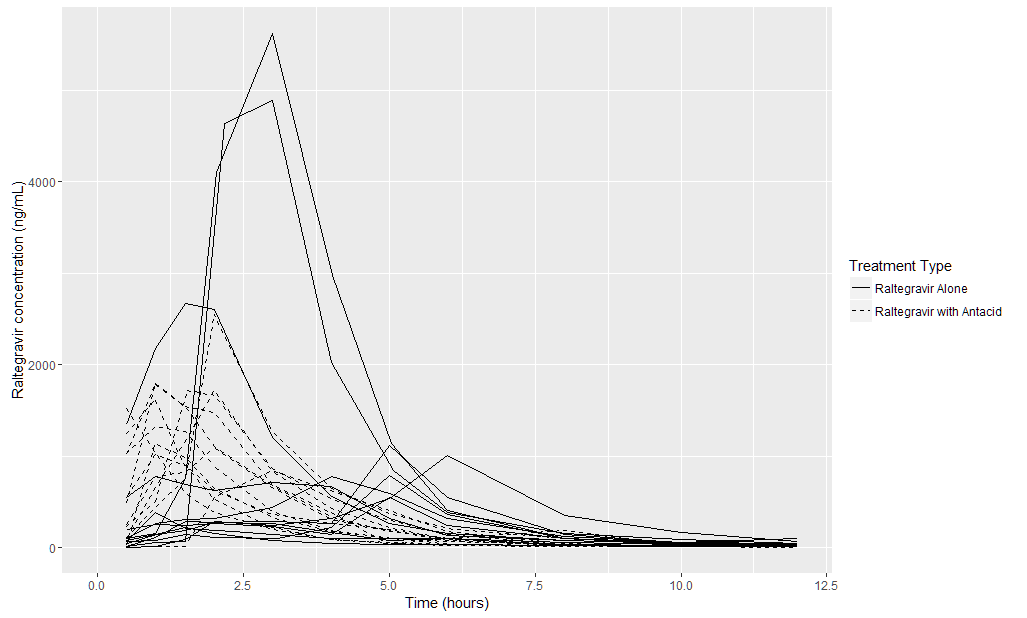 Raltegravir concentration (ng/mL)
4000
2000
0
0.0 2.5 5.0 7.5 10.0 12.5
Time (hours)
Treatment Type
Raltegravir Alone
Raltegravir with Antacid